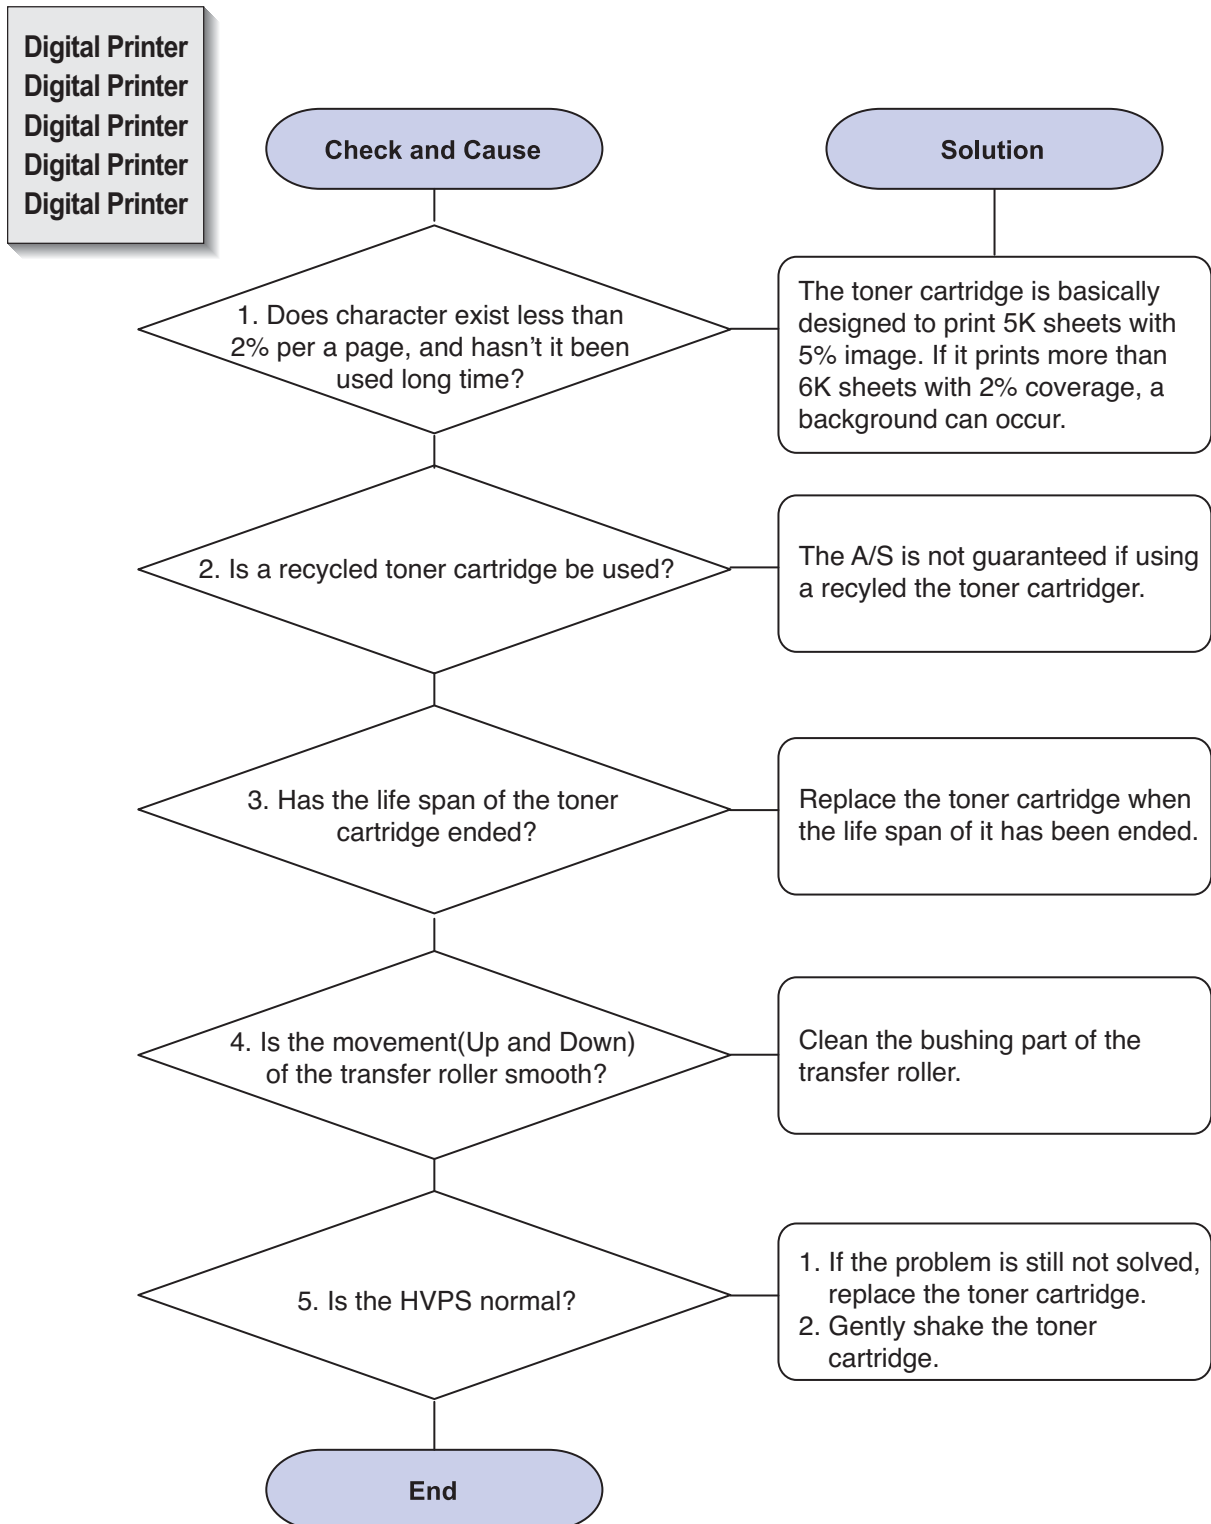 Digital Printer
Digital Printer
Digital Printer
Digital Printer
Digital Printer
Check and Cause
Solution
1. Does character exist less than
2% per a page, and hasn't it been
used long time?
The toner cartridge is basically
designed to print 5K sheets with
5% image. If it prints more than
6K sheets with 2% coverage, a
background can occur.
2. Is a recycled toner cartridge be used?
The A/S is not guaranteed if using
a recyled the toner cartridger.
3. Has the life span of the toner
cartridge ended?
Replace the toner cartridge when
the life span of it has been ended.
4. Is the movement(Up and Down)
of the transfer roller smooth?
Clean the bushing part of the
transfer roller.
5. Is the HVPS normal?
1. If the problem is still not solved,
replace the toner cartridge.
2. Gently shake the toner
cartridge.
End